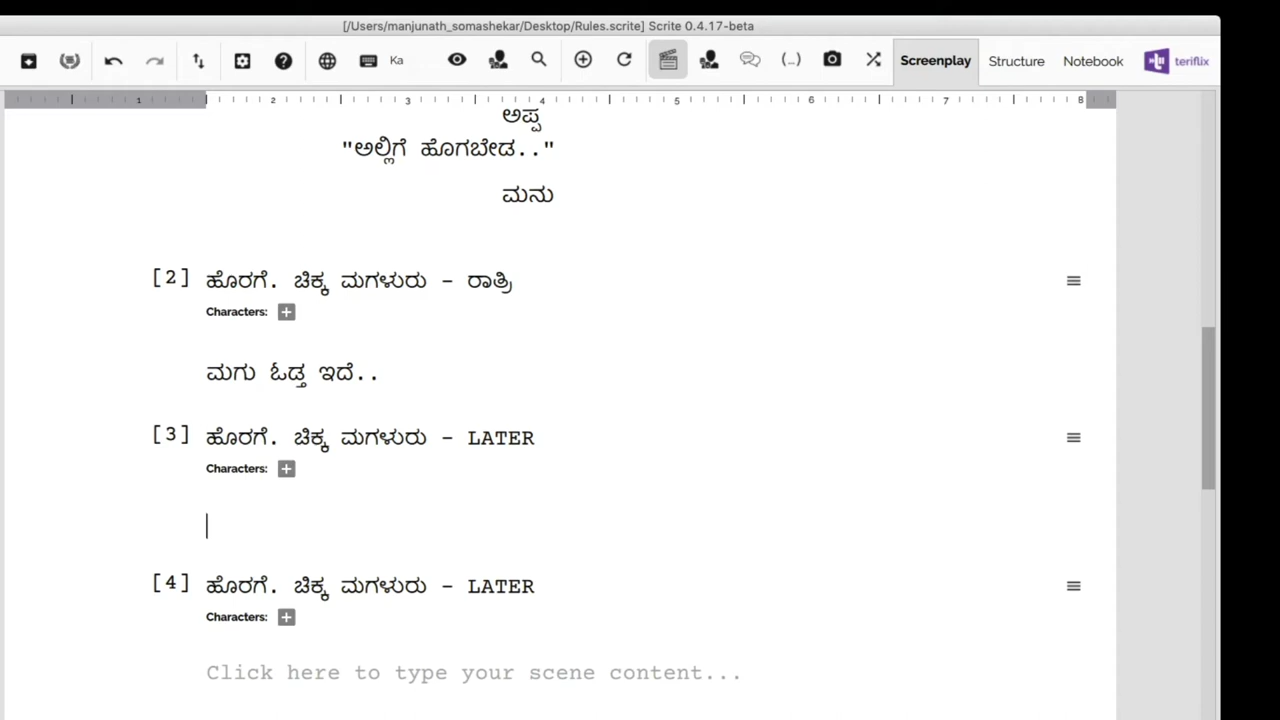 [/Users/manjunath_somashekar/Desktop/Rules.scrite] Scrite 0.4.17-beta
Ka
Screenplay Structure Notebook teriflix
1 2 3 4 5 6 7 8
ಅಪ್ಪ
"ಅಲ್ಲಿಗೆ ಹೊಗಬೇಡ.."
ಮನು
[2] ಹೊರಗೆ. ಚಿಕ್ಕ ಮಗಳುರು - ರಾತ್ರಿ
Characters:
ಮಗು ಓಡ್ತ ಇದೆ..
[3] ಹೊರಗೆ. ಚಿಕ್ಕ ಮಗಳುರು - LATER
Characters:
[4] ಹೊರಗೆ. ಚಿಕ್ಕ ಮಗಳುರು - LATER
Characters:
Click here to type your scene content...